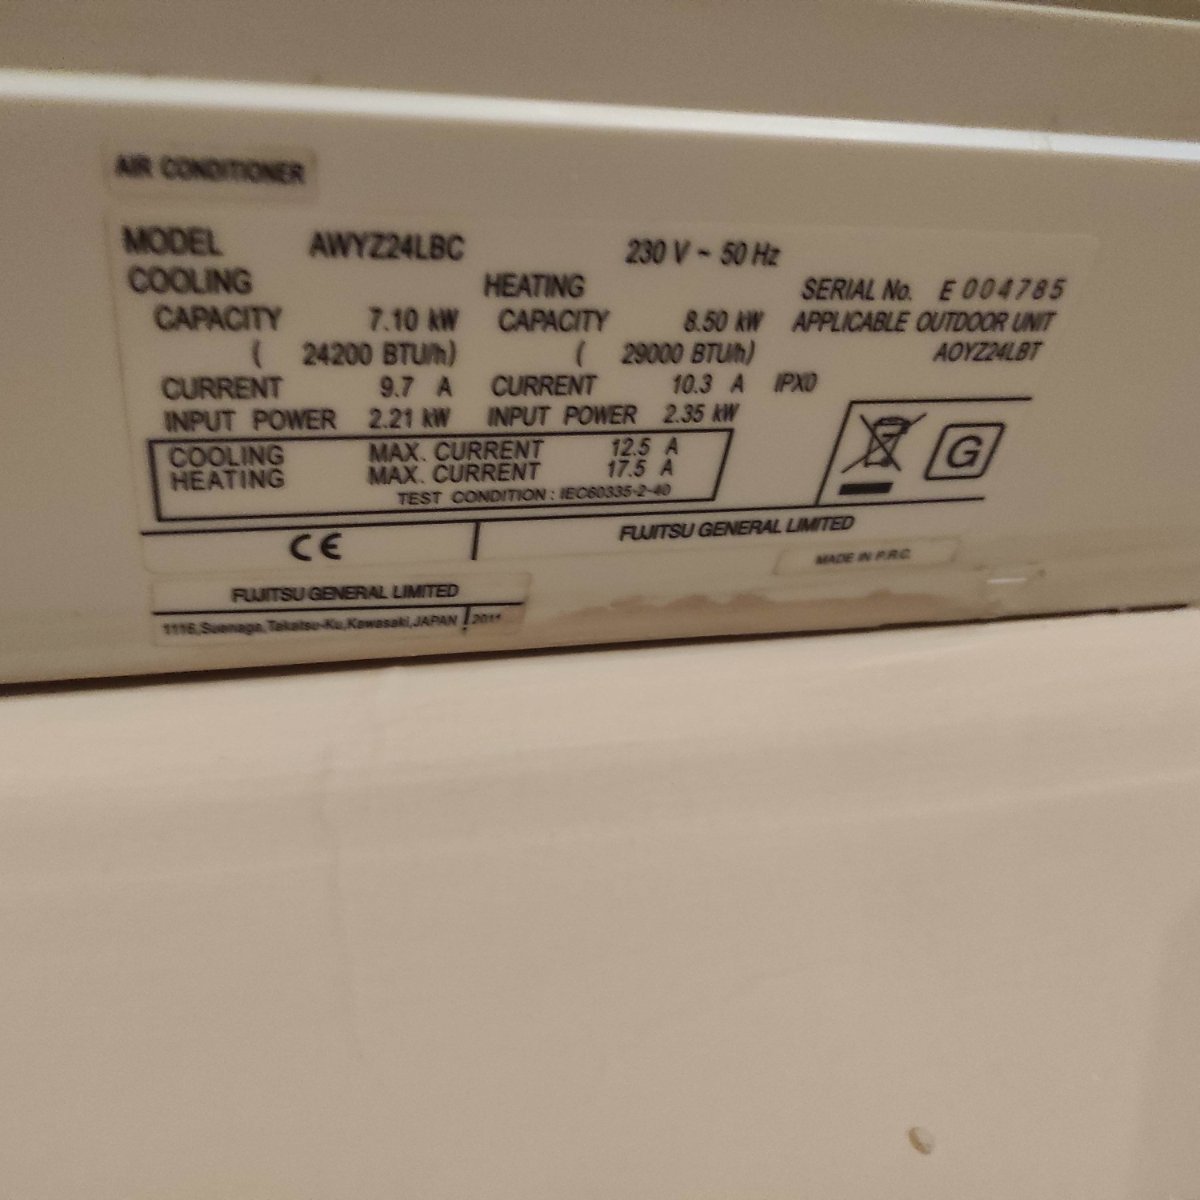 AIR CONDITIONER
MODEL AWYZ24LBC 230 V ~ 50 Hz
COOLING HEATING SERIAL No. E 004785
CAPACITY 7.10 kW CAPACITY 8.50 kW APPLICABLE OUTDOOR UNIT
( 24200 BTU/h) ( 29000 BTU/h) AOYZ24LBT
CURRENT 9.7 A CURRENT 10.3 A IPX0
INPUT POWER 2.21 kW INPUT POWER 2.35 kW
COOLING MAX. CURRENT 12.5 A
HEATING MAX. CURRENT 17.5 A
TEST CONDITION : IEC60335-2-40
G
CE FUJITSU GENERAL LIMITED
MADE IN P.R.C.
FUJITSU GENERAL LIMITED
1116,Suenaga,Takatsu-Ku,Kawasaki,JAPAN 2011